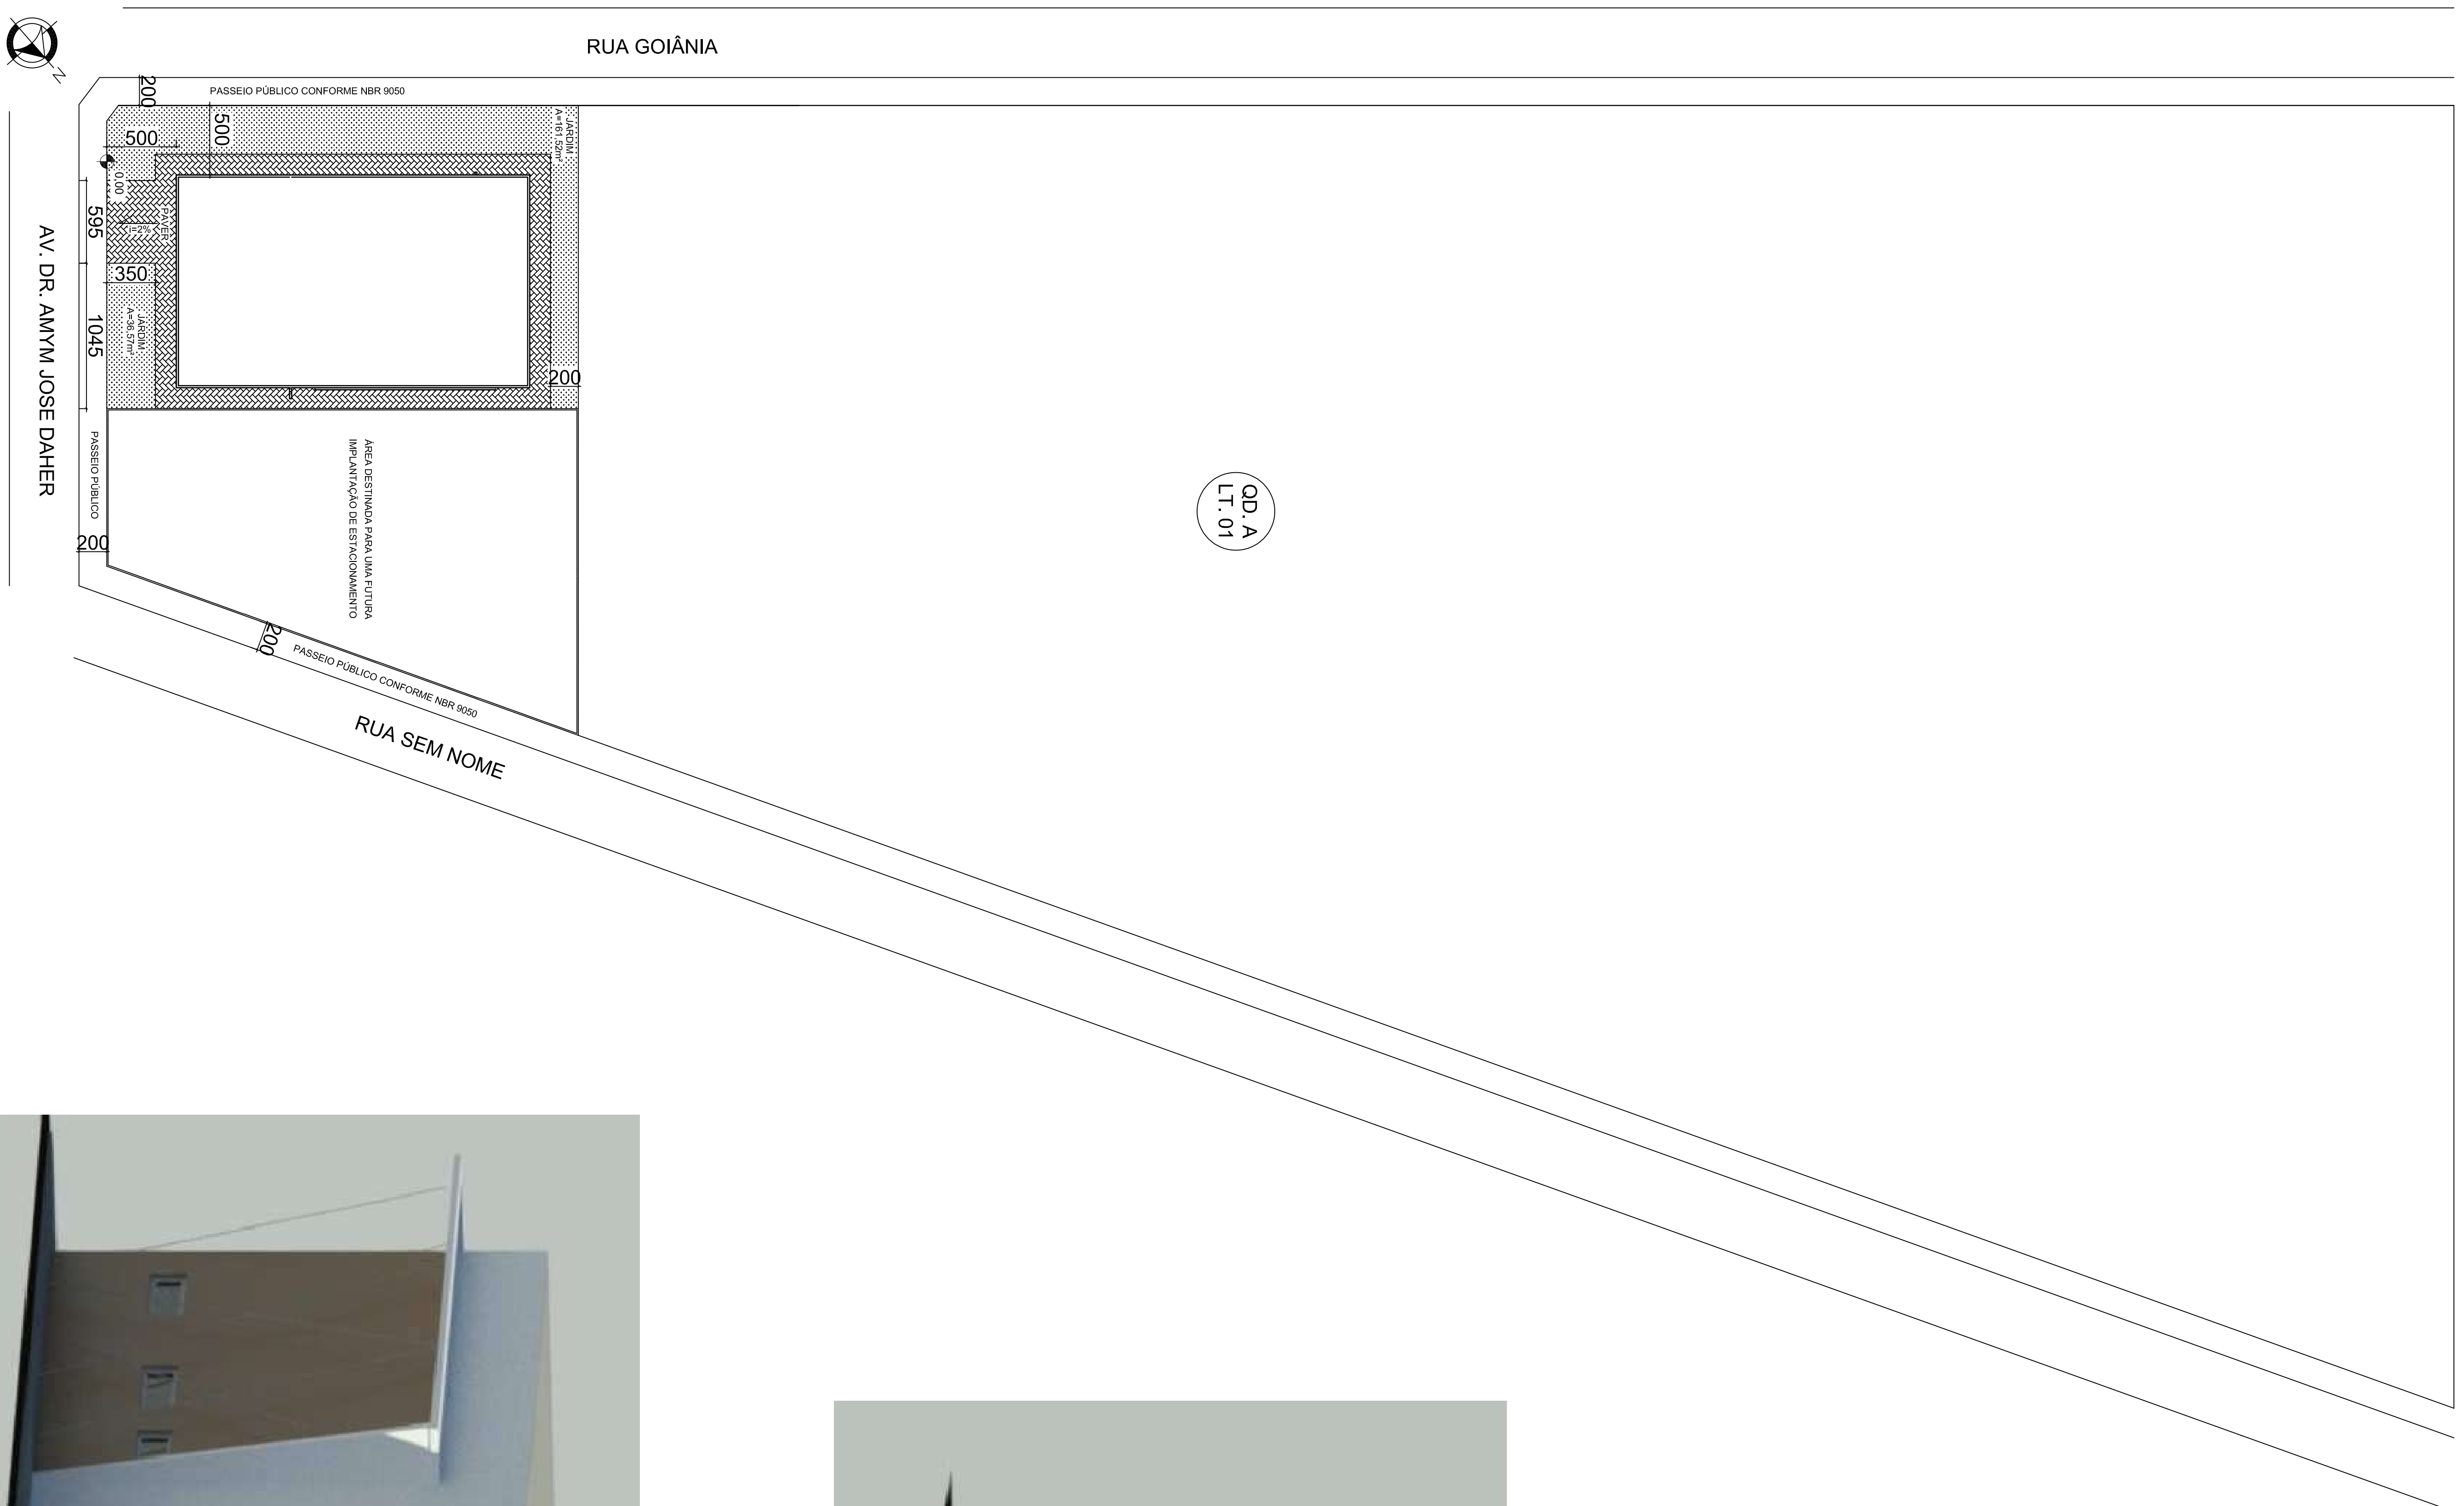 RUA GOIÂNIA
N
200
PASSEIO PÚBLICO CONFORME NBR 9050
500
500
JARDIM
A=161,52m²
0,00
PAVER
i=2%
595
350
1045
JARDIM
A=36,57m²
200
AV. DR. AMYM JOSE DAHER
PASSEIO PÚBLICO
200
ÁREA DESTINADA PARA UMA FUTURA
IMPLANTAÇÃO DE ESTACIONAMENTO
QD. A
LT. 01
200
PASSEIO PÚBLICO CONFORME NBR 9050
RUA SEM NOME